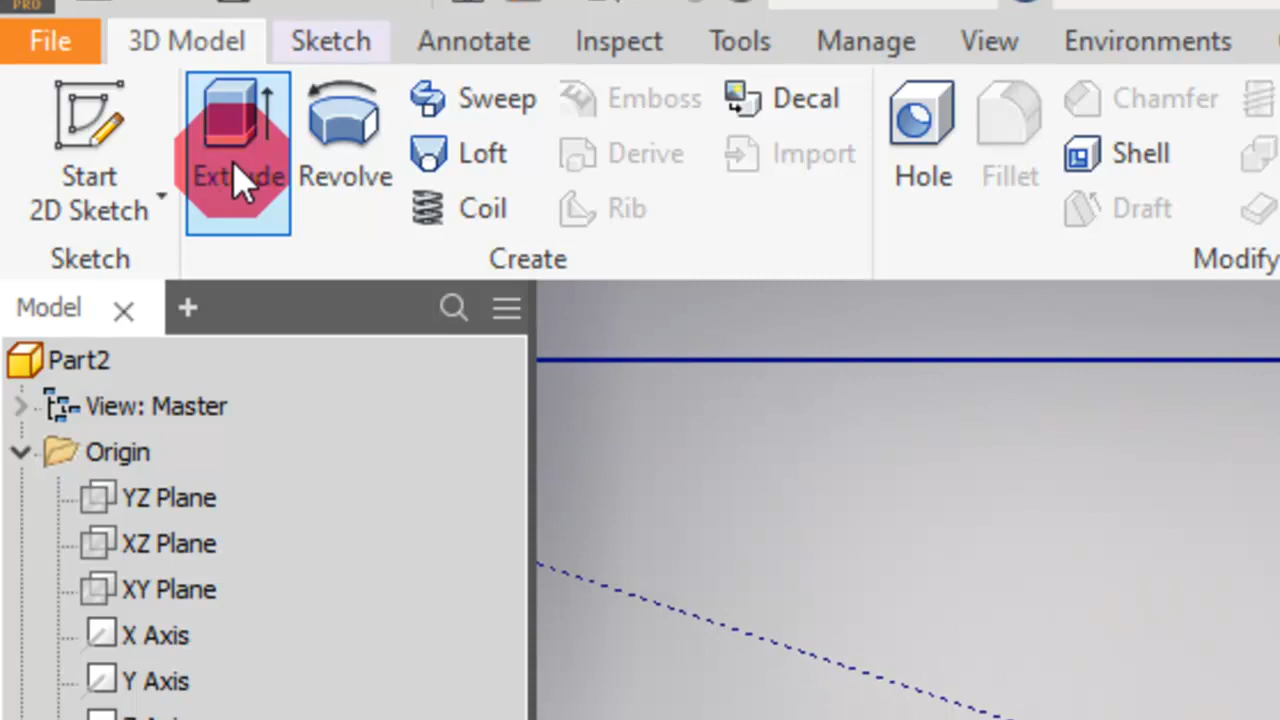 PRO
File 3D Model Sketch Annotate Inspect Tools Manage View Environments
Start
2D Sketch
Extrude
Revolve
Sweep
Loft
Coil
Emboss
Derive
Rib
Decal
Import
Hole
Fillet
Chamfer
Shell
Draft
Sketch
Create
Modify
Model
Part2
View: Master
Origin
YZ Plane
XZ Plane
XY Plane
X Axis
Y Axis